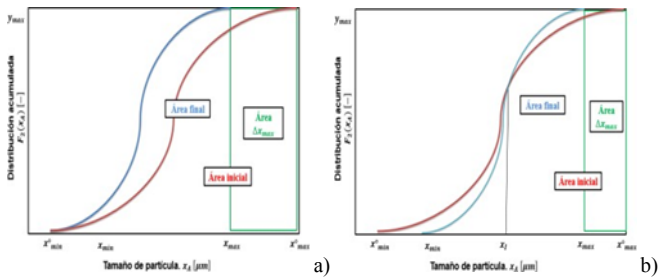 y_max
Distribución acumulada
F_2(x_A) [−]
Área final
Área Δx_max
Área inicial
x°_min
x_min
x_max
x°_max
Tamaño de partícula. x_A [μm]
a)
y_max
Distribución acumulada
F_2(x_A) [−]
Área final
Área Δx_max
Área inicial
x°_min
x_min
x_I
x_max
x°_max
Tamaño de partícula. x_A [μm]
b)